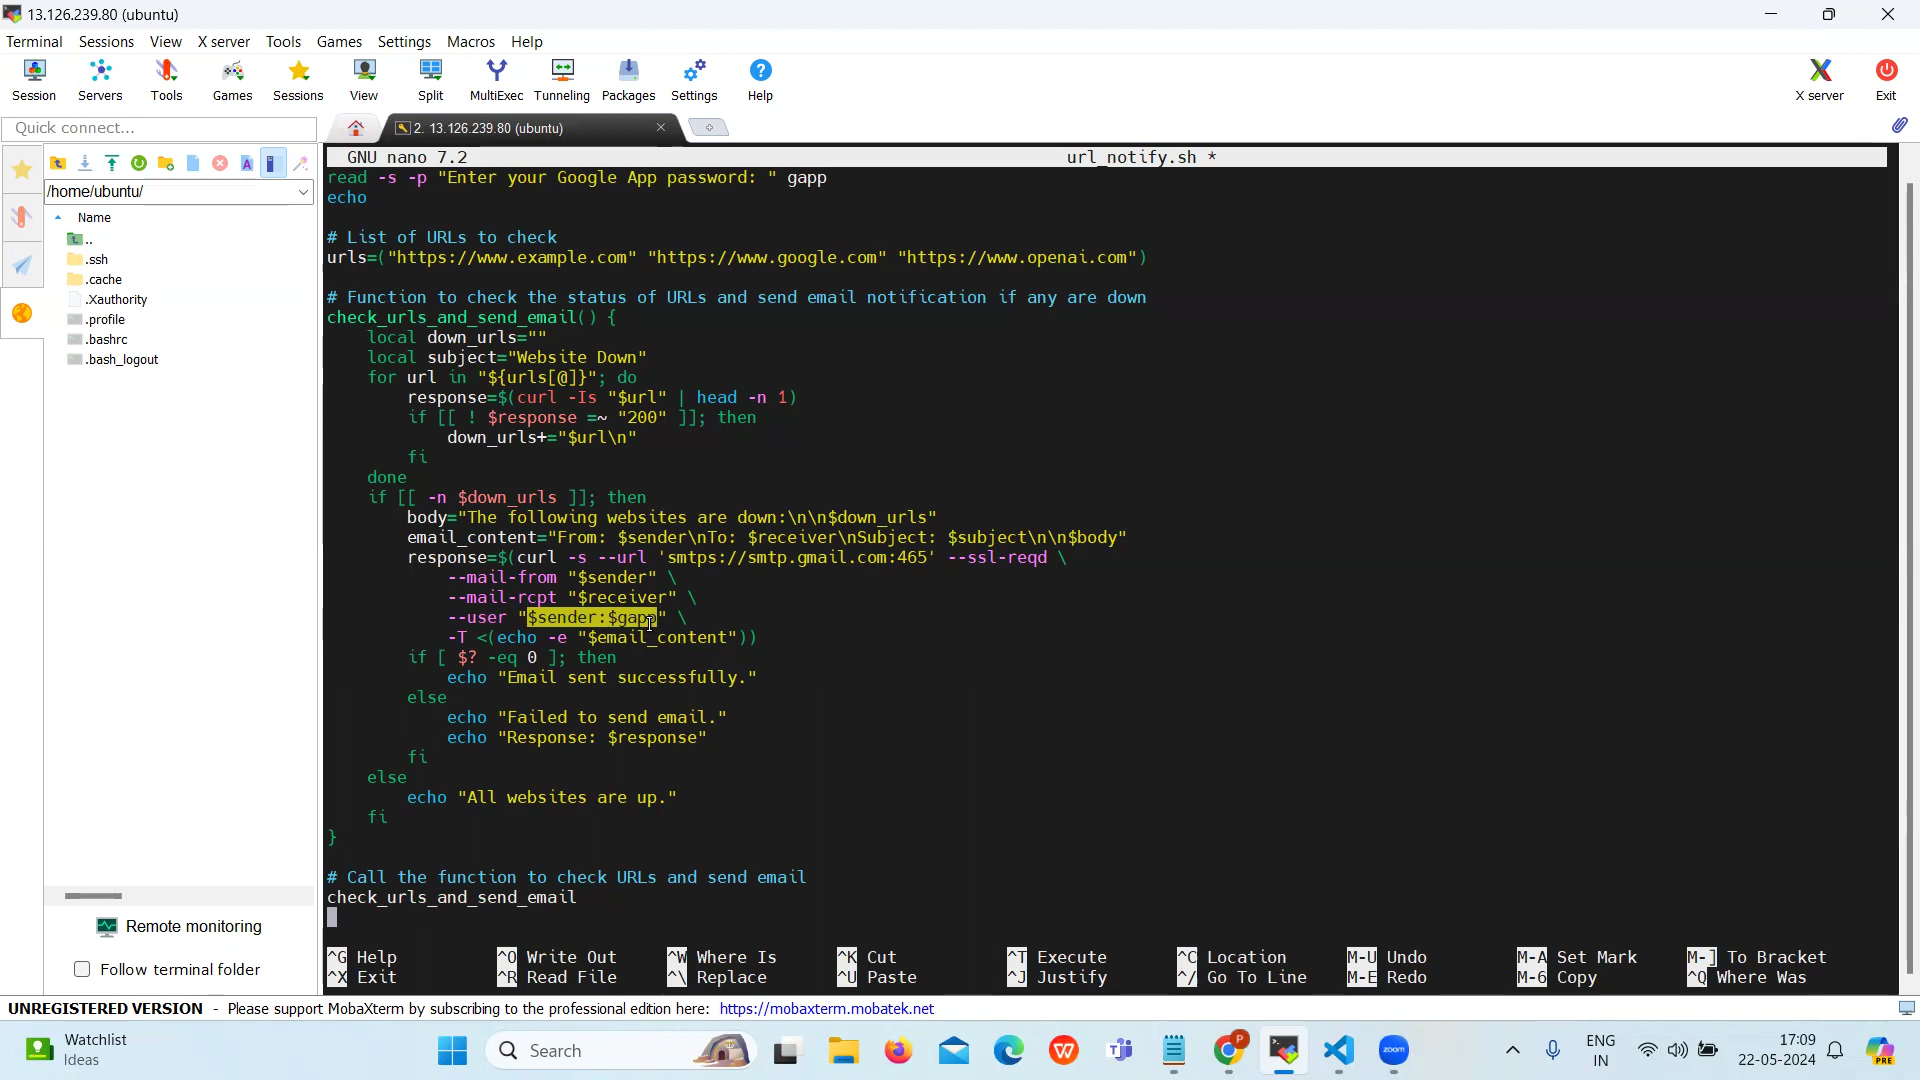 13.126.239.80 (ubuntu)
Terminal Sessions View X server Tools Games Settings Macros Help
Session Servers Tools Games Sessions View Split MultiExec Tunneling Packages Settings Help X server Exit
Quick connect...
2. 13.126.239.80 (ubuntu)
/home/ubuntu/
Name
..
.ssh
.cache
.Xauthority
.profile
.bashrc
.bash_logout
Remote monitoring
Follow terminal folder
GNU nano 7.2 url_notify.sh *
read -s -p "Enter your Google App password: " gapp
echo
# List of URLs to check
urls=("https://www.example.com" "https://www.google.com" "https://www.openai.com")
# Function to check the status of URLs and send email notification if any are down
check_urls_and_send_email() {
    local down_urls=""
    local subject="Website Down"
    for url in "${urls[@]}"; do
        response=$(curl -Is "$url" | head -n 1)
        if [[ ! $response =~ "200" ]]; then
            down_urls+="$url\n"
        fi
    done
    if [[ -n $down_urls ]]; then
        body="The following websites are down:\n\n$down_urls"
        email_content="From: $sender\nTo: $receiver\nSubject: $subject\n\n$body"
        response=$(curl -s --url 'smtps://smtp.gmail.com:465' --ssl-reqd \
            --mail-from "$sender" \
            --mail-rcpt "$receiver" \
            --user "$sender:$gapp" \
            -T <(echo -e "$email_content"))
        if [ $? -eq 0 ]; then
            echo "Email sent successfully."
        else
            echo "Failed to send email."
            echo "Response: $response"
        fi
    else
        echo "All websites are up."
    fi
}
# Call the function to check URLs and send email
check_urls_and_send_email
^G Help ^O Write Out ^W Where Is ^K Cut ^T Execute ^C Location M-U Undo M-A Set Mark M-] To Bracket
^X Exit ^R Read File ^\ Replace ^U Paste ^J Justify ^/ Go To Line M-E Redo M-6 Copy ^Q Where Was
UNREGISTERED VERSION - Please support MobaXterm by subscribing to the professional edition here: https://mobaxterm.mobatek.net
Watchlist
Ideas
Search
zoom
ENG
IN
17:09
22-05-2024
PRE